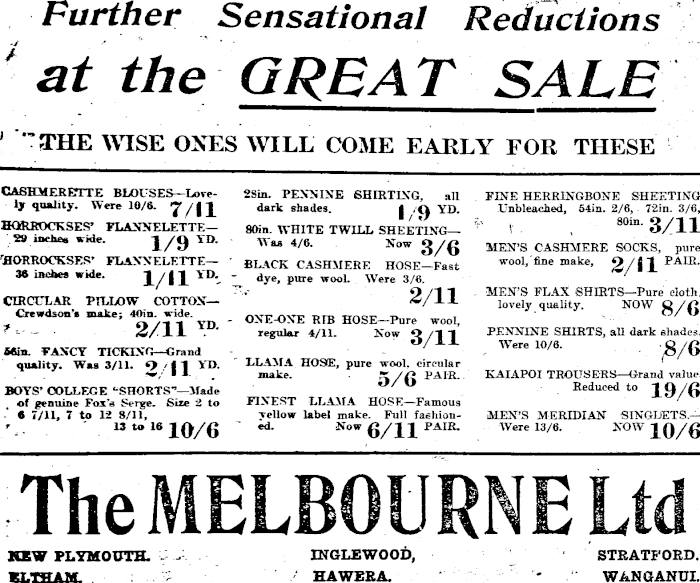 Further Sensational Reductions
at the GREAT SALE
THE WISE ONES WILL COME EARLY FOR THESE
CASHMERETTE BLOUSES—Love-
ly quality. Were 10/6. 7/11
HORROCKSES' FLANNELETTE—
29 inches wide. 1/9 YD.
HORROCKSES' FLANNELETTE—
36 inches wide. 1/11 YD.
CIRCULAR PILLOW COTTON—
Crewdson's make; 40in. wide.
2/11 YD.
56in. FANCY TICKING—Grand
quality. Was 3/11. 2/11 YD.
BOYS' COLLEGE "SHORTS"—Made
of genuine Fox's Serge. Size 2 to
6 7/11, 7 to 12 8/11,
13 to 16 10/6
28in. PENNINE SHIRTING, all
dark shades. 1/9 YD.
80in. WHITE TWILL SHEETING—
Was 4/6. Now 3/6
BLACK CASHMERE HOSE—Fast
dye, pure wool. Were 3/6.
2/11
ONE-ONE RIB HOSE—Pure wool,
regular 4/11. Now 3/11
LLAMA HOSE, pure wool, circular
make. 5/6 PAIR.
FINEST LLAMA HOSE—Famous
yellow label make. Full fashion-
ed. Now 6/11 PAIR.
FINE HERRINGBONE SHEETING
Unbleached, 54in. 2/6, 72in. 3/6,
80in. 3/11
MEN'S CASHMERE SOCKS, pure
wool, fine make, 2/11 PAIR.
MEN'S FLAX SHIRTS—Pure cloth,
lovely quality. NOW 8/6
PENNINE SHIRTS, all dark shades.
Were 10/6. 8/6
KAIAPOI TROUSERS—Grand value.
Reduced to 19/6
MEN'S MERIDIAN SINGLETS.—
Were 13/6. NOW 10/6
The MELBOURNE Ltd
NEW PLYMOUTH. INGLEWOOD, STRATFORD.
ELTHAM. HAWERA. WANGANUI.